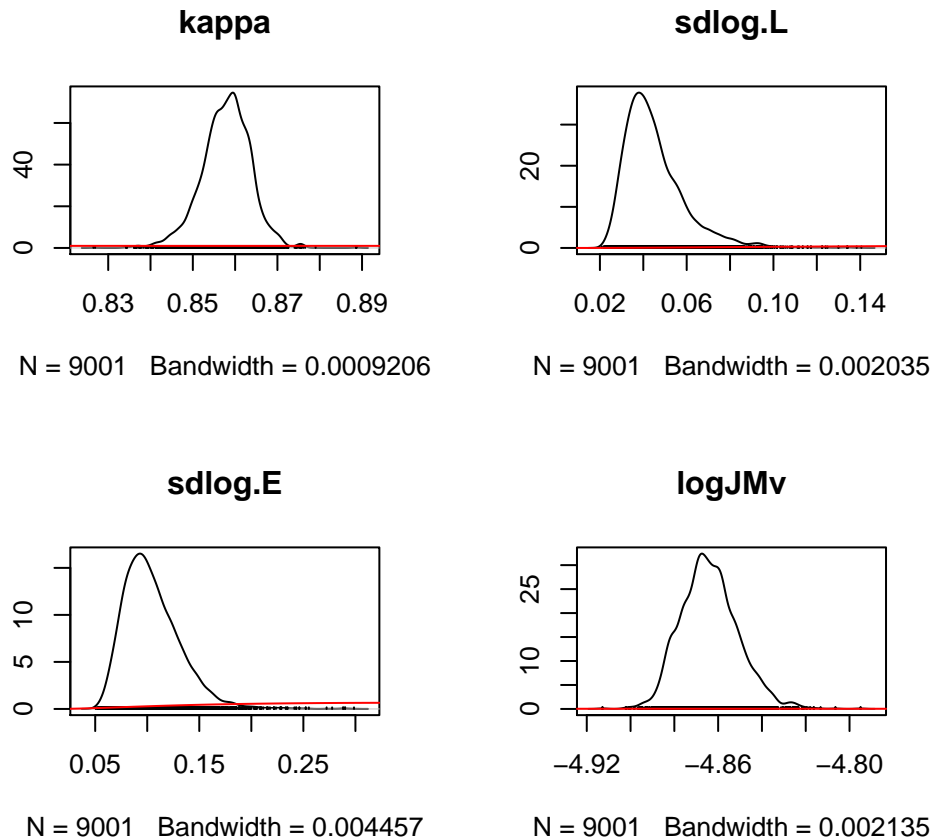 kappa
40
0
0.83 0.85 0.87 0.89
N = 9001 Bandwidth = 0.0009206
sdlog.L
20
0
0.02 0.06 0.10 0.14
N = 9001 Bandwidth = 0.002035
sdlog.E
10
5
0
0.05 0.15 0.25
N = 9001 Bandwidth = 0.004457
logJMv
25
10
0
−4.92 −4.86 −4.80
N = 9001 Bandwidth = 0.002135